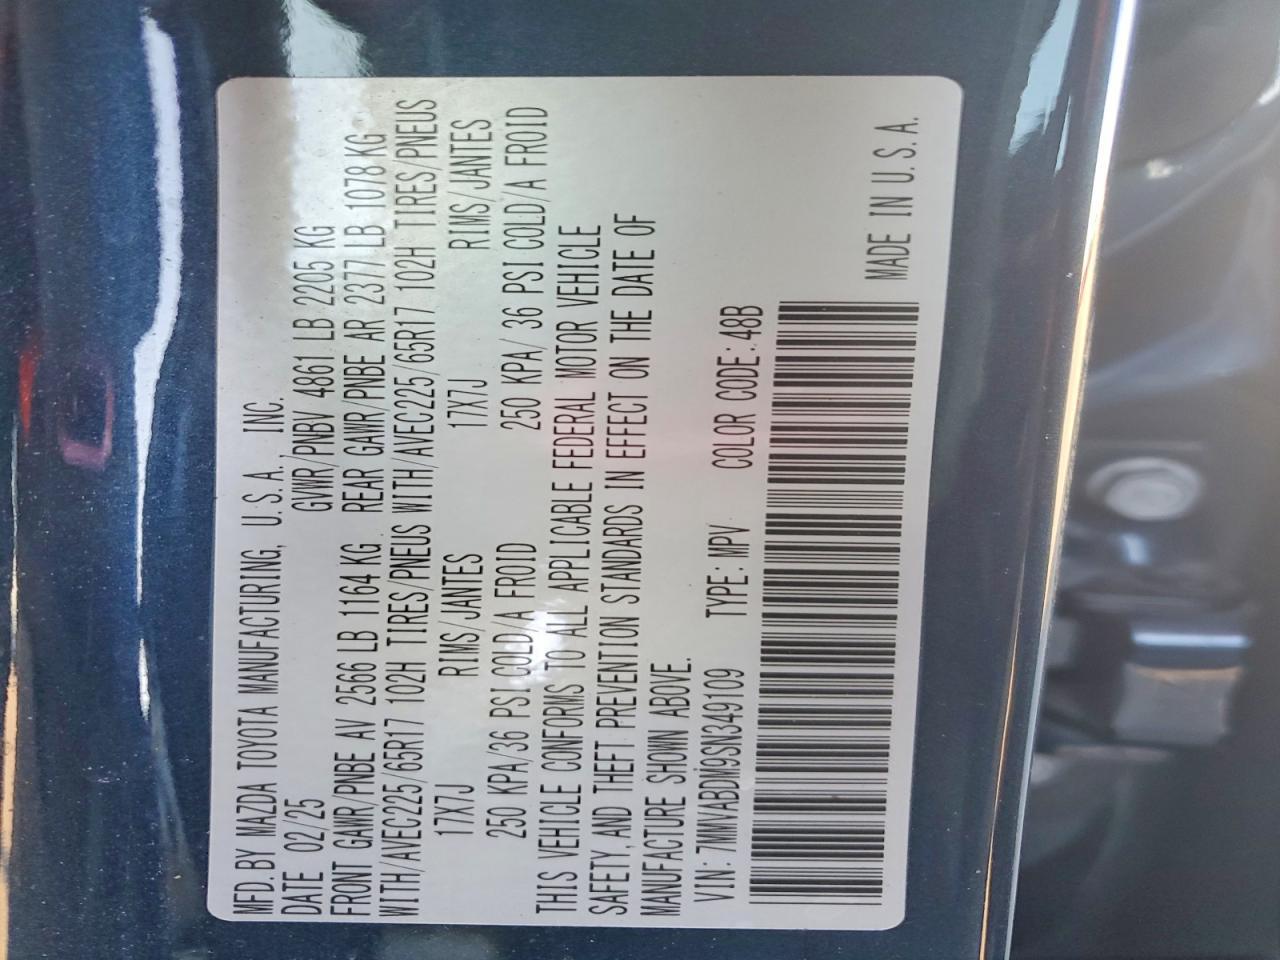 MFD. BY MAZDA TOYOTA MANUFACTURING, U.S.A., INC.
DATE 02/25 GVWR/PNBV 4861 LB 2205 KG
FRONT GAWR/PNBE AV 2566 LB 1164 KG REAR GAWR/PNBE AR 2377 LB 1078 KG
WITH/AVEC225/65R17 102H TIRES/PNEUS WITH/AVEC225/65R17 102H TIRES/PNEUS
17X7J RIMS/JANTES 17X7J RIMS/JANTES
250 KPA/36 PSI COLD/A FROID 250 KPA/ 36 PSI COLD/A FROID
THIS VEHICLE CONFORMS TO ALL APPLICABLE FEDERAL MOTOR VEHICLE
SAFETY, AND THEFT PREVENTION STANDARDS IN EFFECT ON THE DATE OF
MANUFACTURE SHOWN ABOVE.
VIN: 7MMVABDM9SN349109 TYPE: MPV COLOR CODE: 48B
MADE IN U.S.A.